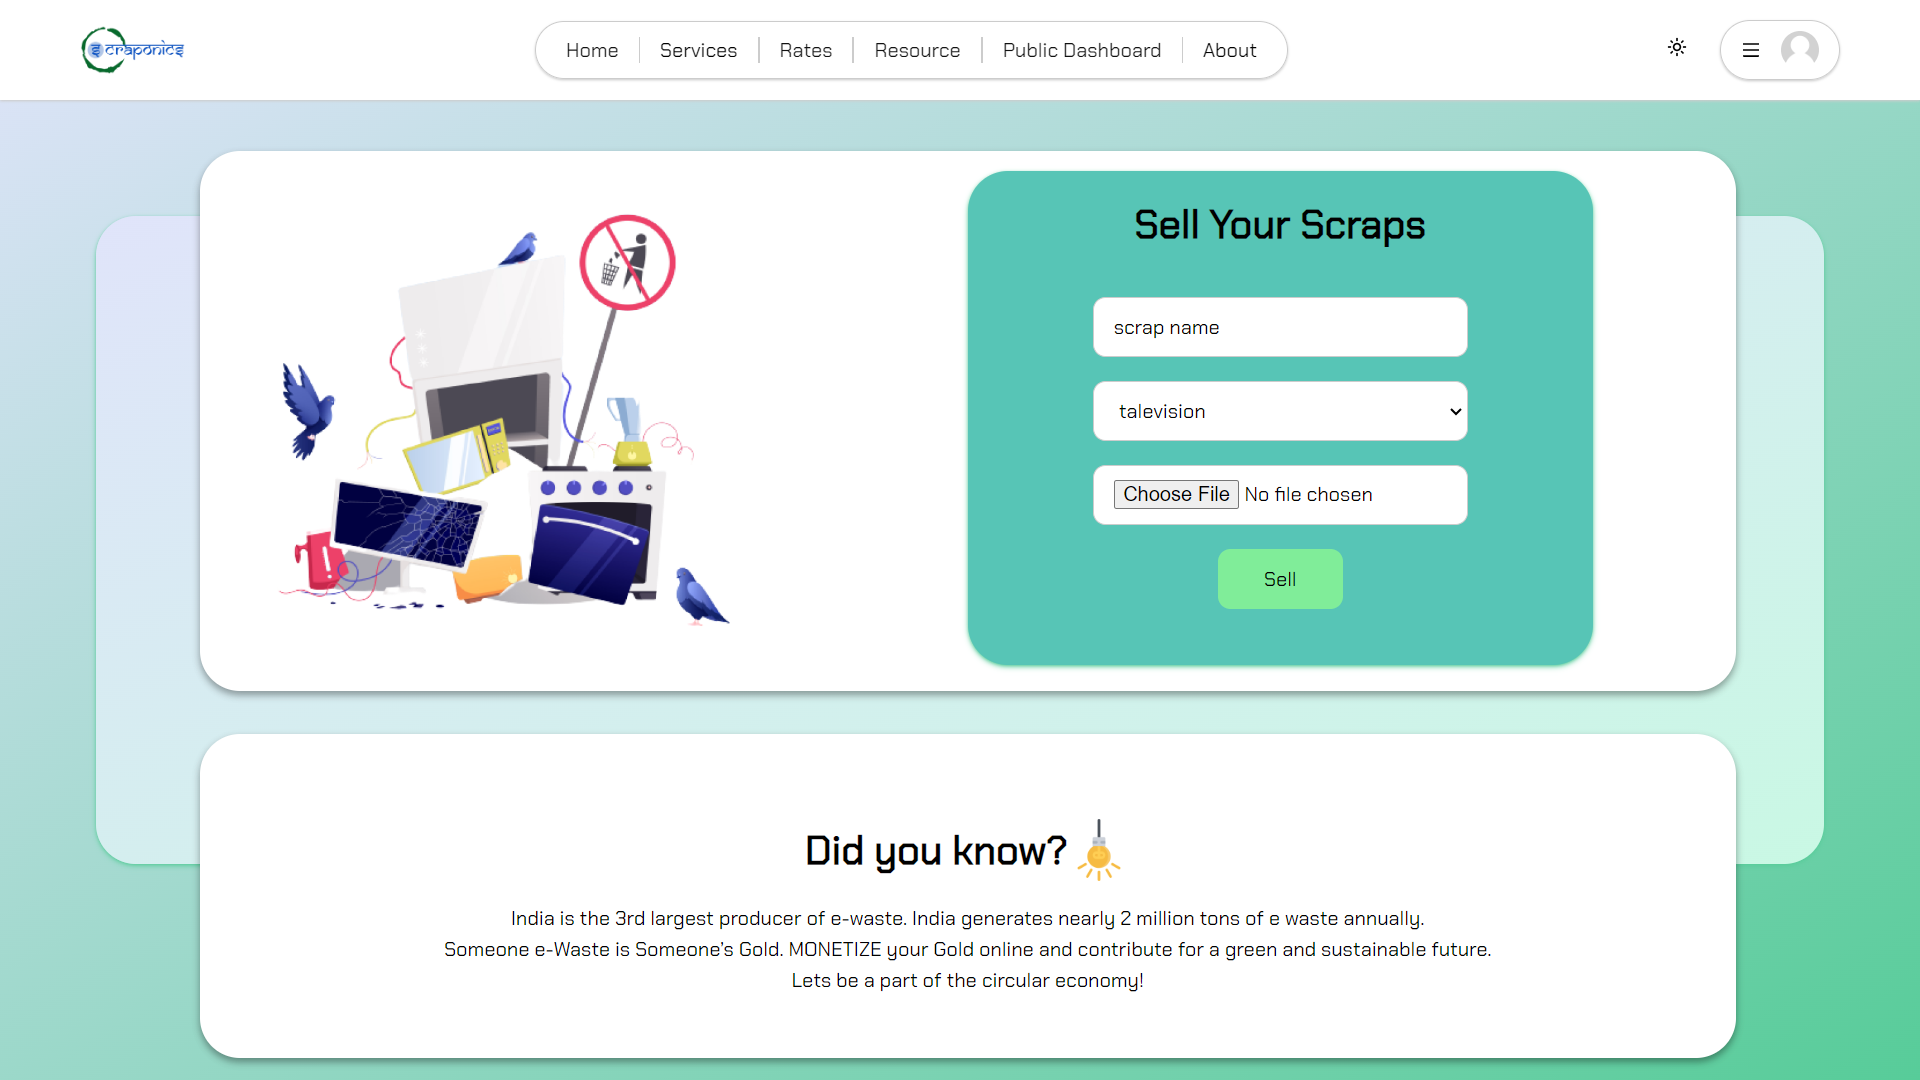 scraponics
Home
Services
Rates
Resource
Public Dashboard
About
Sell Your Scraps
scrap name
talevision
Choose File No file chosen
Sell
Did you know?
India is the 3rd largest producer of e-waste. India generates nearly 2 million tons of e waste annually.
Someone e-Waste is Someone's Gold. MONETIZE your Gold online and contribute for a green and sustainable future.
Lets be a part of the circular economy!